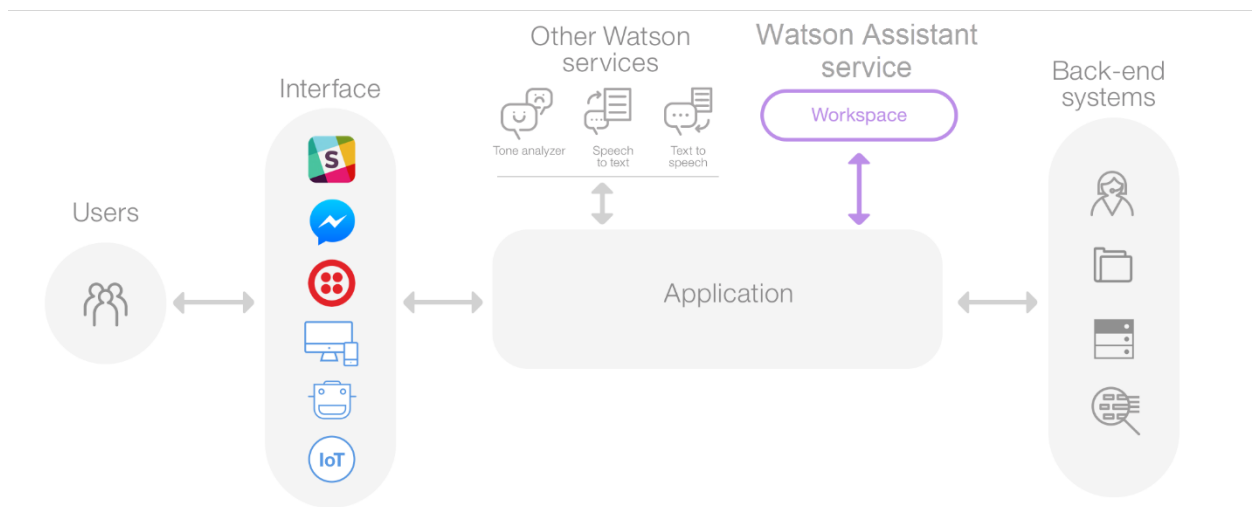 Other Watson
services
Watson Assistant
service
Interface
Back-end
systems
Workspace
Tone analyzer
Speech
to text
Text to
speech
S
Users
Application
IoT